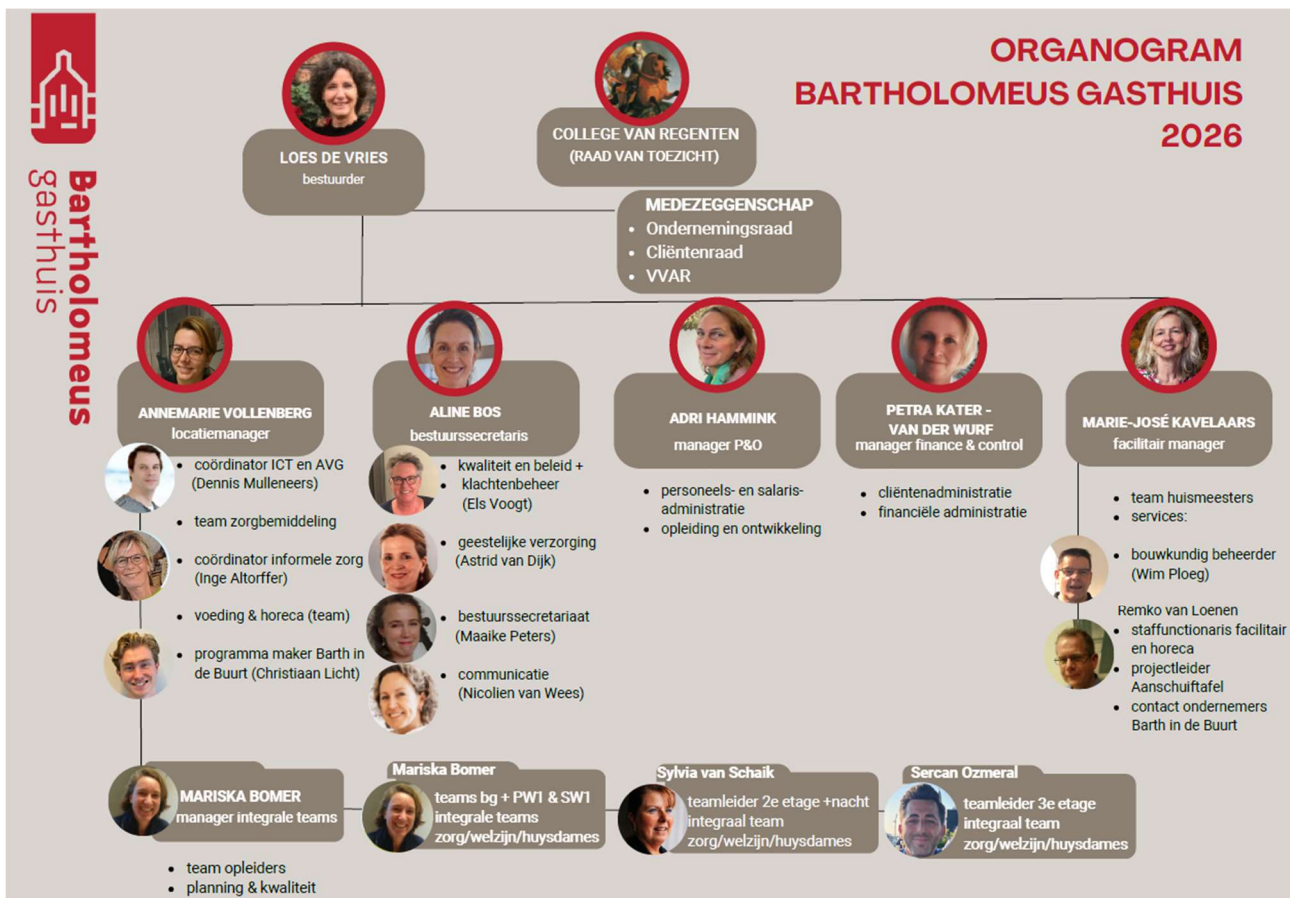 ORGANOGRAM
BARTHOLOMEUS GASTHUIS
2026
Bartholomeus
gasthuis
LOES DE VRIES
bestuurder
COLLEGE VAN REGENTEN
(RAAD VAN TOEZICHT)
MEDEZEGGENSCHAP
• Ondernemingsraad
• Cliëntenraad
• VVAR
ANNEMARIE VOLLENBERG
locatiemanager
• coördinator ICT en AVG
(Dennis Mulleneers)
• team zorgbemiddeling
• coördinator informele zorg
(Inge Altorffer)
• voeding & horeca (team)
• programma maker Barth in
de Buurt (Christiaan Licht)
ALINE BOS
bestuurssecretaris
• kwaliteit en beleid +
• klachtenbeheer
(Els Voogt)
• geestelijke verzorging
(Astrid van Dijk)
• bestuurssecretariaat
(Maaike Peters)
• communicatie
(Nicolien van Wees)
ADRI HAMMINK
manager P&O
• personeels- en salaris-
administratie
• opleiding en ontwikkeling
PETRA KATER -
VAN DER WURF
manager finance & control
• cliëntenadministratie
• financiële administratie
MARIE-JOSÉ KAVELAARS
facilitair manager
• team huismeesters
• services:
• bouwkundig beheerder
(Wim Ploeg)
Remko van Loenen
• staffunctionaris facilitair
en horeca
• projectleider
Aanschuiftafel
• contact ondernemers
Barth in de Buurt
MARISKA BOMER
manager integrale teams
• team opleiders
• planning & kwaliteit
Mariska Bomer
teams bg + PW1 & SW1
integrale teams
zorg/welzijn/huysdames
Sylvia van Schaik
teamleider 2e etage +nacht
integraal team
zorg/welzijn/huysdames
Sercan Ozmeral
teamleider 3e etage
integraal team
zorg/welzijn/huysdames